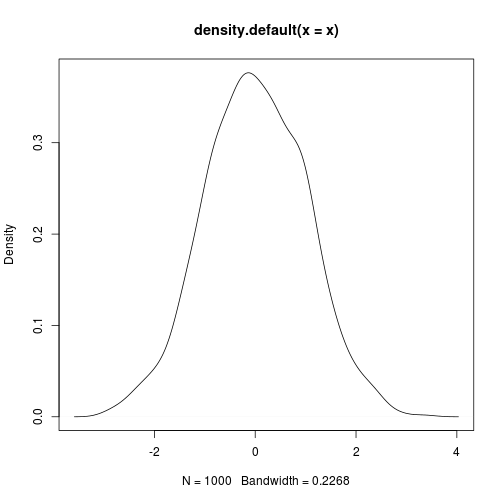 density.default(x = x)
Density
0.0
0.1
0.2
0.3
-2
0
2
4
N = 1000   Bandwidth = 0.2268